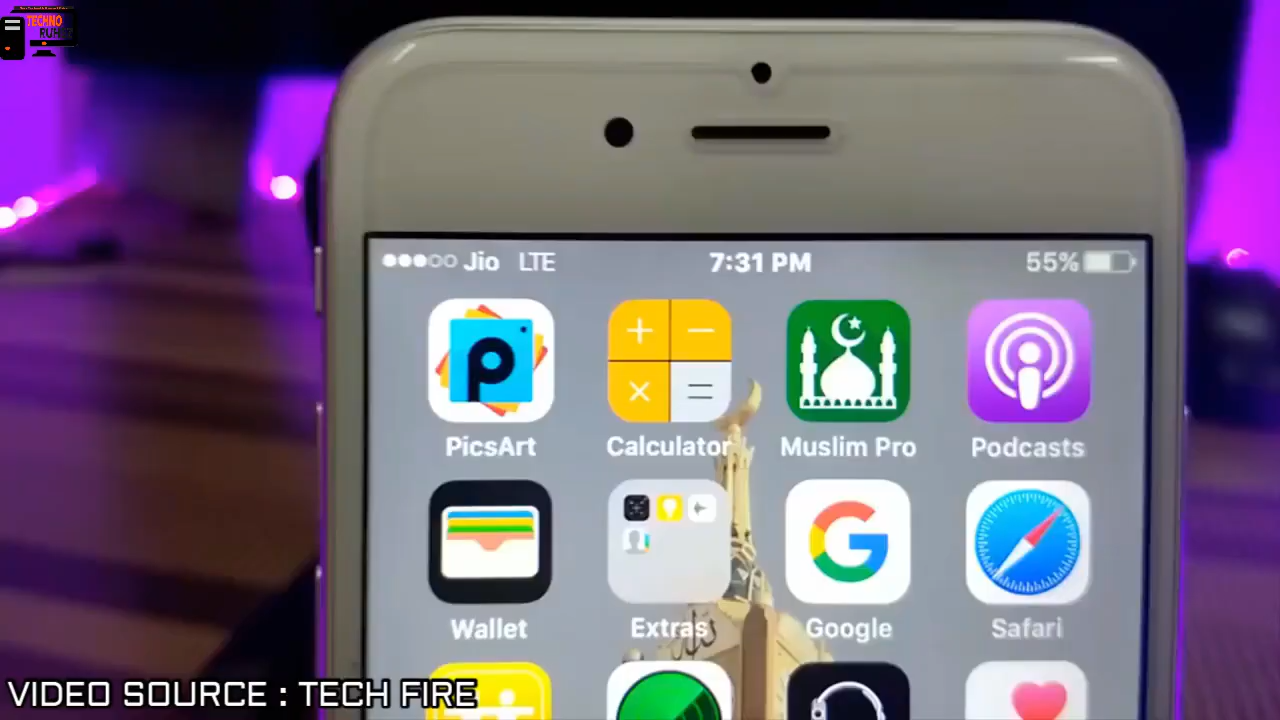 TECHNO
Jio LTE 7:31 PM 55%
PicsArt Calculator Muslim Pro Podcasts
Wallet Extras Google Safari
VIDEO SOURCE : TECH FIRE